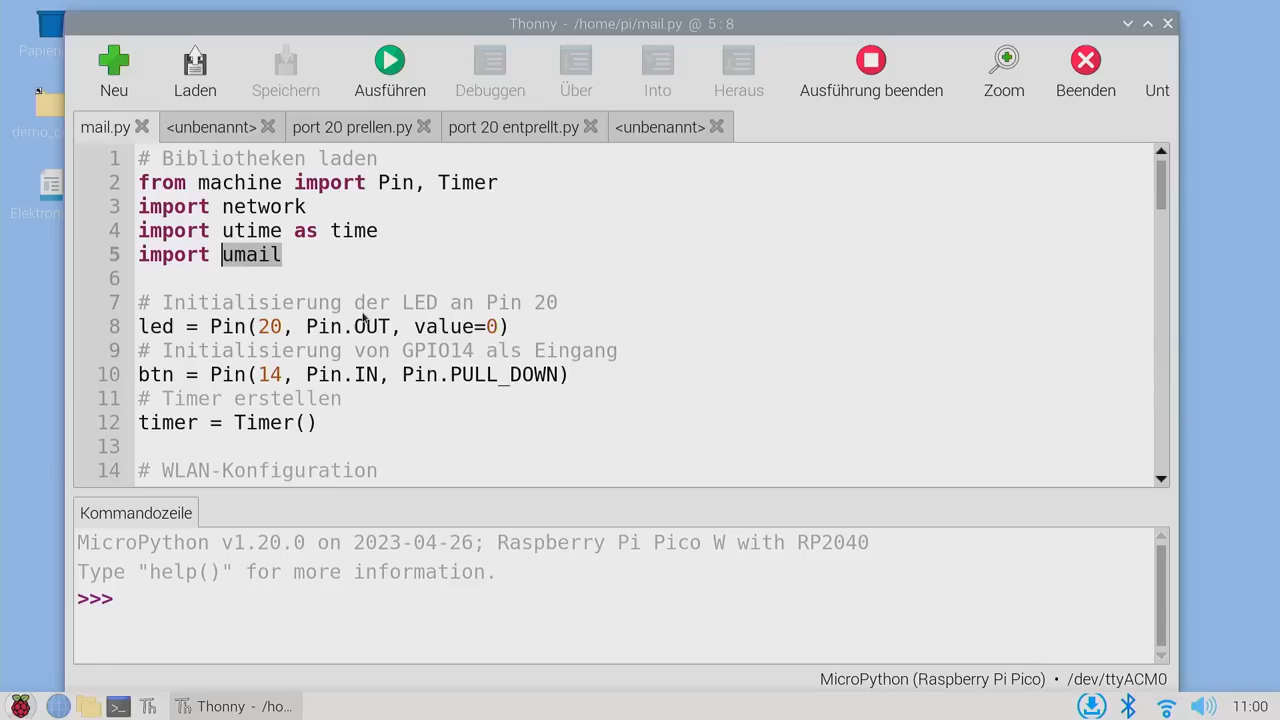 Papieri
demo_c
Elektron
Thonny - /home/pi/mail.py @ 5 : 8
Neu
Laden
Speichern
Ausführen
Debuggen
Über
Into
Heraus
Ausführung beenden
Zoom
Beenden
Unt
mail.py
<unbenannt>
port 20 prellen.py
port 20 entprellt.py
<unbenannt>
1 # Bibliotheken laden
2 from machine import Pin, Timer
3 import network
4 import utime as time
5 import umail
6
7 # Initialisierung der LED an Pin 20
8 led = Pin(20, Pin.OUT, value=0)
9 # Initialisierung von GPIO14 als Eingang
10 btn = Pin(14, Pin.IN, Pin.PULL_DOWN)
11 # Timer erstellen
12 timer = Timer()
13
14 # WLAN-Konfiguration
Kommandozeile
MicroPython v1.20.0 on 2023-04-26; Raspberry Pi Pico W with RP2040
Type "help()" for more information.
>>>
MicroPython (Raspberry Pi Pico) • /dev/ttyACM0
Thonny - /ho...
11:00